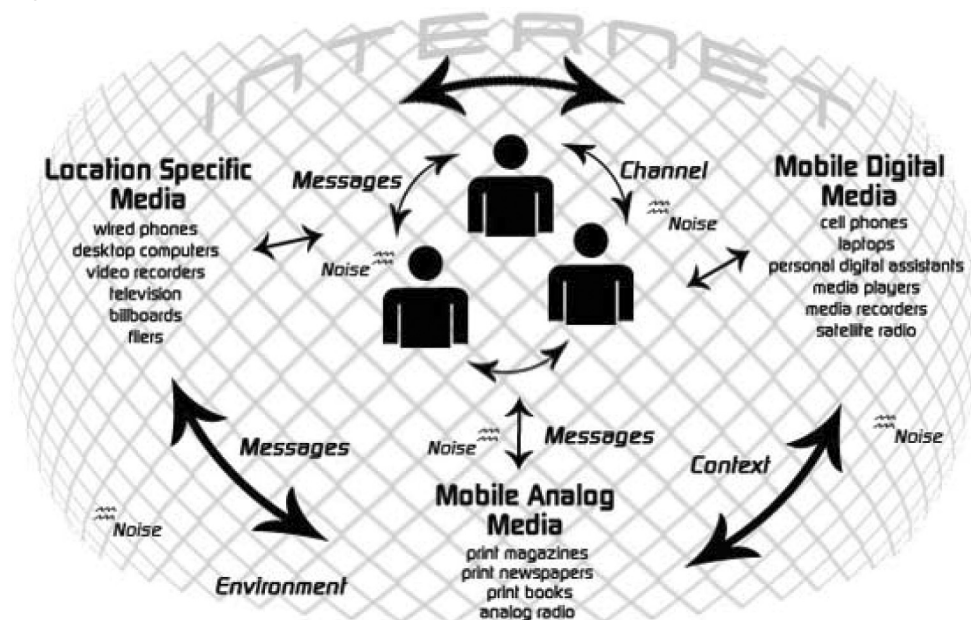 INTERNET
Location Specific
Media
wired phones
desktop computers
video recorders
television
billboards
fliers
Messages
Channel
Noise
Noise
Mobile Digital
Media
cell phones
laptops
personal digital assistants
media players
media recorders
satellite radio
Messages
Noise
Messages
Context
Noise
Noise
Environment
Mobile Analog
Media
print magazines
print newspapers
print books
analog radio